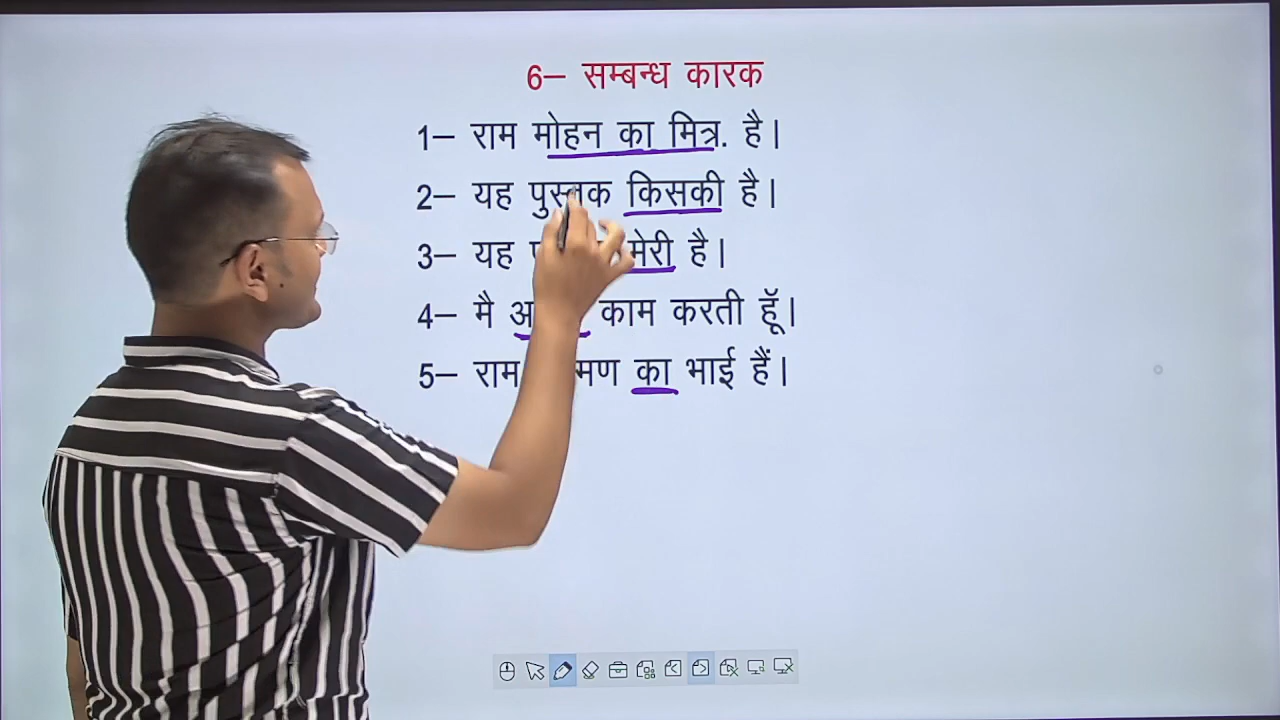 6– सम्बन्ध कारक
1– राम मोहन का मित्र. है।
2– यह पुस्तक किसकी है।
3– यह मेरी है।
4– मै काम करती हॅू।
5– राम का भाई हैं।